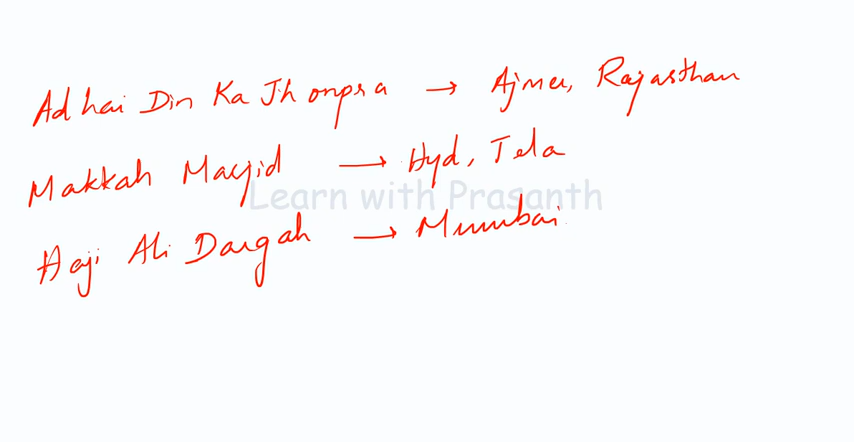 Adhai Din Ka Jhonpra → Ajmer, Rajasthan
Makkah Masjid → Hyd, Tela
Learn with Prasanth
Haji Ali Dargah → Mumbai